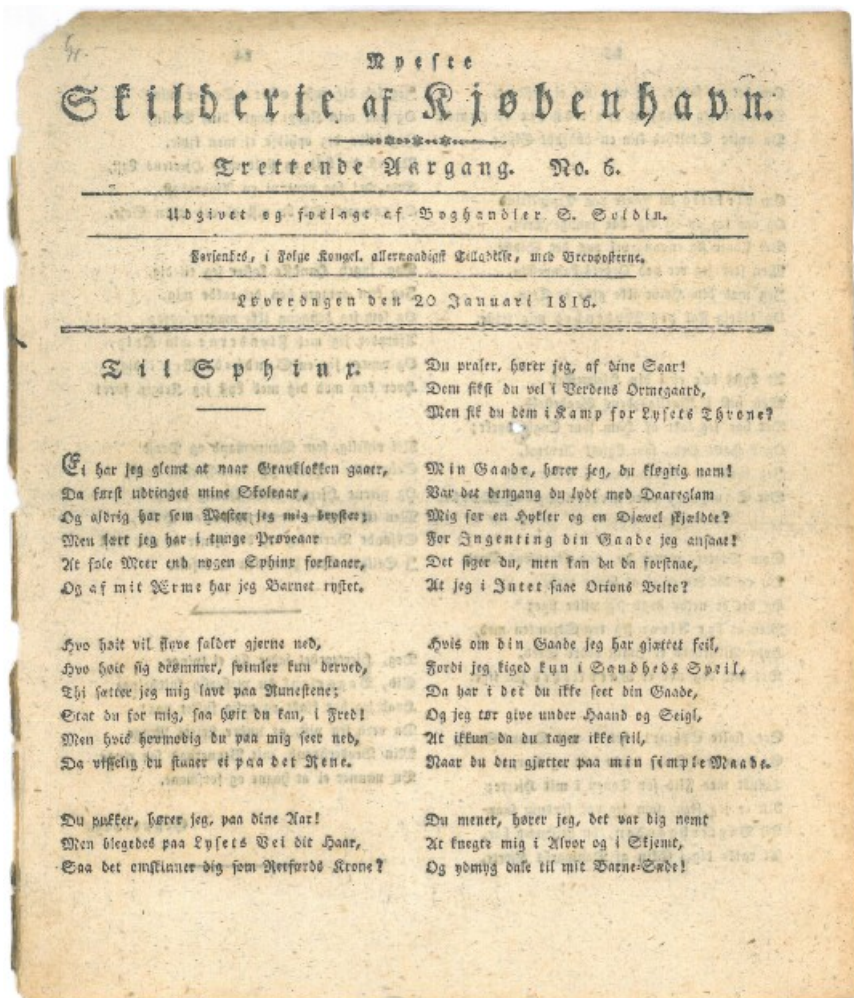 Nyeste
Skilderie af Kjøbenhavn.
Trettende Aargang. No. 6.
Udgivet og forlagt af Boghandler S. Soldin.
Forsendes, i Følge Kongel. allernaadigst Tilladelse, med Brevposterne.
Løverdagen den 20 Januari 1816.
Til Sphinx.
Ei har jeg glemt at naar Gravklokken gaaer,
Da først udringes mine Skoleaar,
Og aldrig har som Mester jeg mig brystet;
Men lært jeg har i tunge Prøveaar
At føle Meer end nogen Sphinx forstaaer,
Og af mit Ærme har jeg Barnet rystet.
Hvo høit vil flyve falder gjerne ned,
Hvo høit sig drømmer, svimler kun derved,
Thi sætter jeg mig lavt paa Runestene;
Stat du for mig, saa høit du kan, i Fred!
Men hvis hovmodig du paa mig seer ned,
Da visselig du staaer ei paa det Rene.
Du pukker, hører jeg, paa dine Aar!
Men blegedes paa Lysets Vei dit Haar,
Saa det omskinner dig som Retfærds Krone?
Du praler, hører jeg, af dine Saar!
Dem fikst du vel i Verdens Ormegaard,
Men fik du dem i Kamp for Lysets Throne?
Min Gaade, hører jeg, du kløgtig nam!
Var det dengang du lydt med Daareglam
Mig for en Hykler og en Djævel skjældte?
For Ingenting din Gaade jeg ansaae!
Det siger du, men kan du da forstaae,
At jeg i Intet saae Orions Belte?
Hvis om din Gaade jeg har gjættet feil,
Fordi jeg kiged kun i Sandheds Speil,
Da har i det du ikke seet din Gaade,
Og jeg tør give under Haand og Seigl,
At ikkun da du tager ikke feil,
Naar du den gjætter paa min simple Maade.
Du mener, hører jeg, det var dig nemt
At knegte mig i Alvor og i Skjemt,
Og ydmyg dale til mit Barne-Sæde!